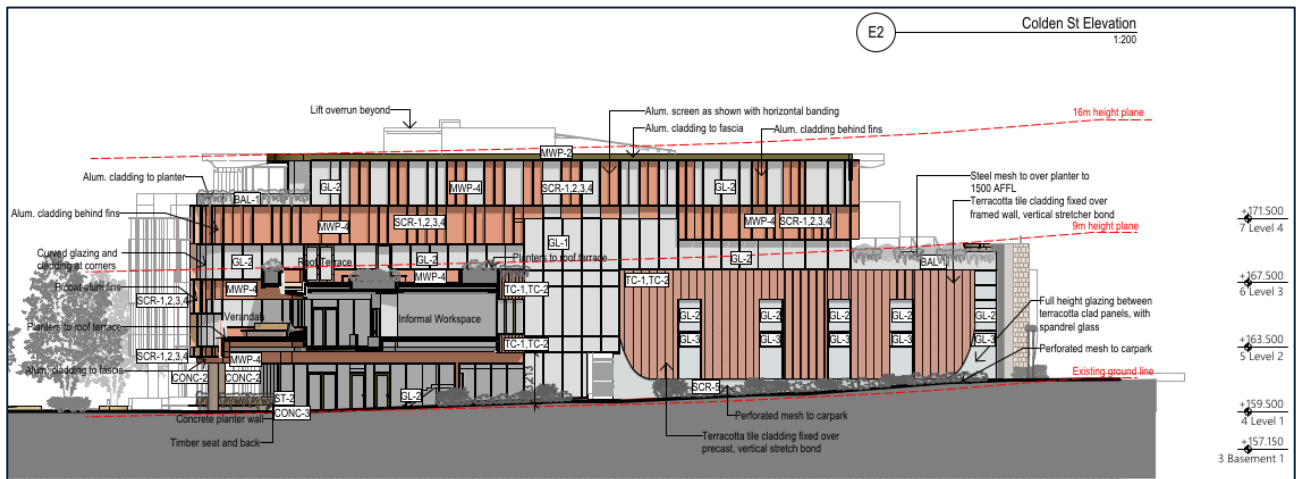 E2
Colden St Elevation
1:200
Lift overrun beyond
Alum. screen as shown with horizontal banding
16m height plane
Alum. cladding to fascia
Alum. cladding behind fins
MWP-2
Alum. cladding to planter
GL-2
MWP-4
SCR-1,2,3,4
GL-2
Steel mesh to over planter to
1500 AFFL
BAL-1
Terracotta tile cladding fixed over
framed wall, vertical stretcher bond
Alum. cladding behind fins
MWP-4
SCR-1,2,3,4
MWP-4
SCR-1,2,3,4
+171.500
7 Level 4
9m height plane
GL-1
Curved glazing and
cladding at corners
GL-2
Roof Terrace
GL-2
Planters to roof terrace
GL-2
BAL-1
MWP-4
TC-1,TC-2
+167.500
6 Level 3
MWP-4
TC-1,TC-2
SCR-1,2,3,4
Verandah
Informal Workspace
GL-2
GL-2
GL-2
GL-2
GL-2
Full height glazing between
terracotta clad panels, with
spandrel glass
Planters to roof terrace
TC-1,TC-2
GL-3
GL-3
GL-3
GL-3
GL-3
+163.500
5 Level 2
SCR-1,2,3,4
MWP-4
Perforated mesh to carpark
Alum. cladding to fascia
CONC-2
CONC-2
Existing ground line
SCR-5
ST-2
GL-2
CONC-3
Concrete planter wall
Perforated mesh to carpark
+159.500
4 Level 1
Timber seat and back
Terracotta tile cladding fixed over
precast, vertical stretch bond
+157.150
3 Basement 1